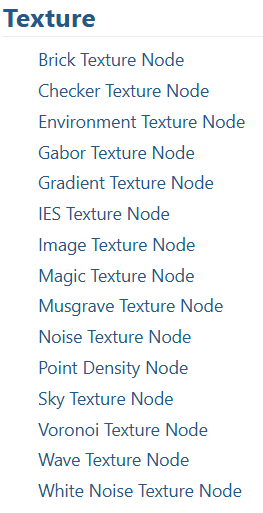 Texture
Brick Texture Node
Checker Texture Node
Environment Texture Node
Gabor Texture Node
Gradient Texture Node
IES Texture Node
Image Texture Node
Magic Texture Node
Musgrave Texture Node
Noise Texture Node
Point Density Node
Sky Texture Node
Voronoi Texture Node
Wave Texture Node
White Noise Texture Node